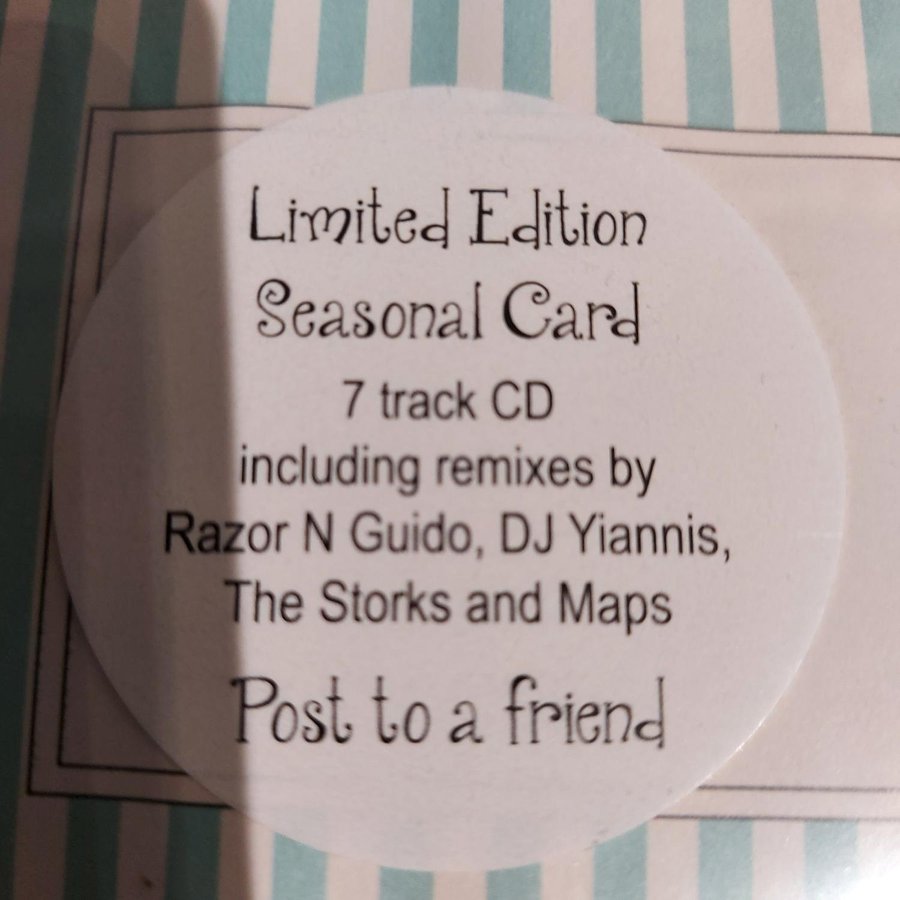 Limited Edition
Seasonal Card
7 track CD
including remixes by
Razor N Guido, DJ Yiannis,
The Storks and Maps
Post to a friend